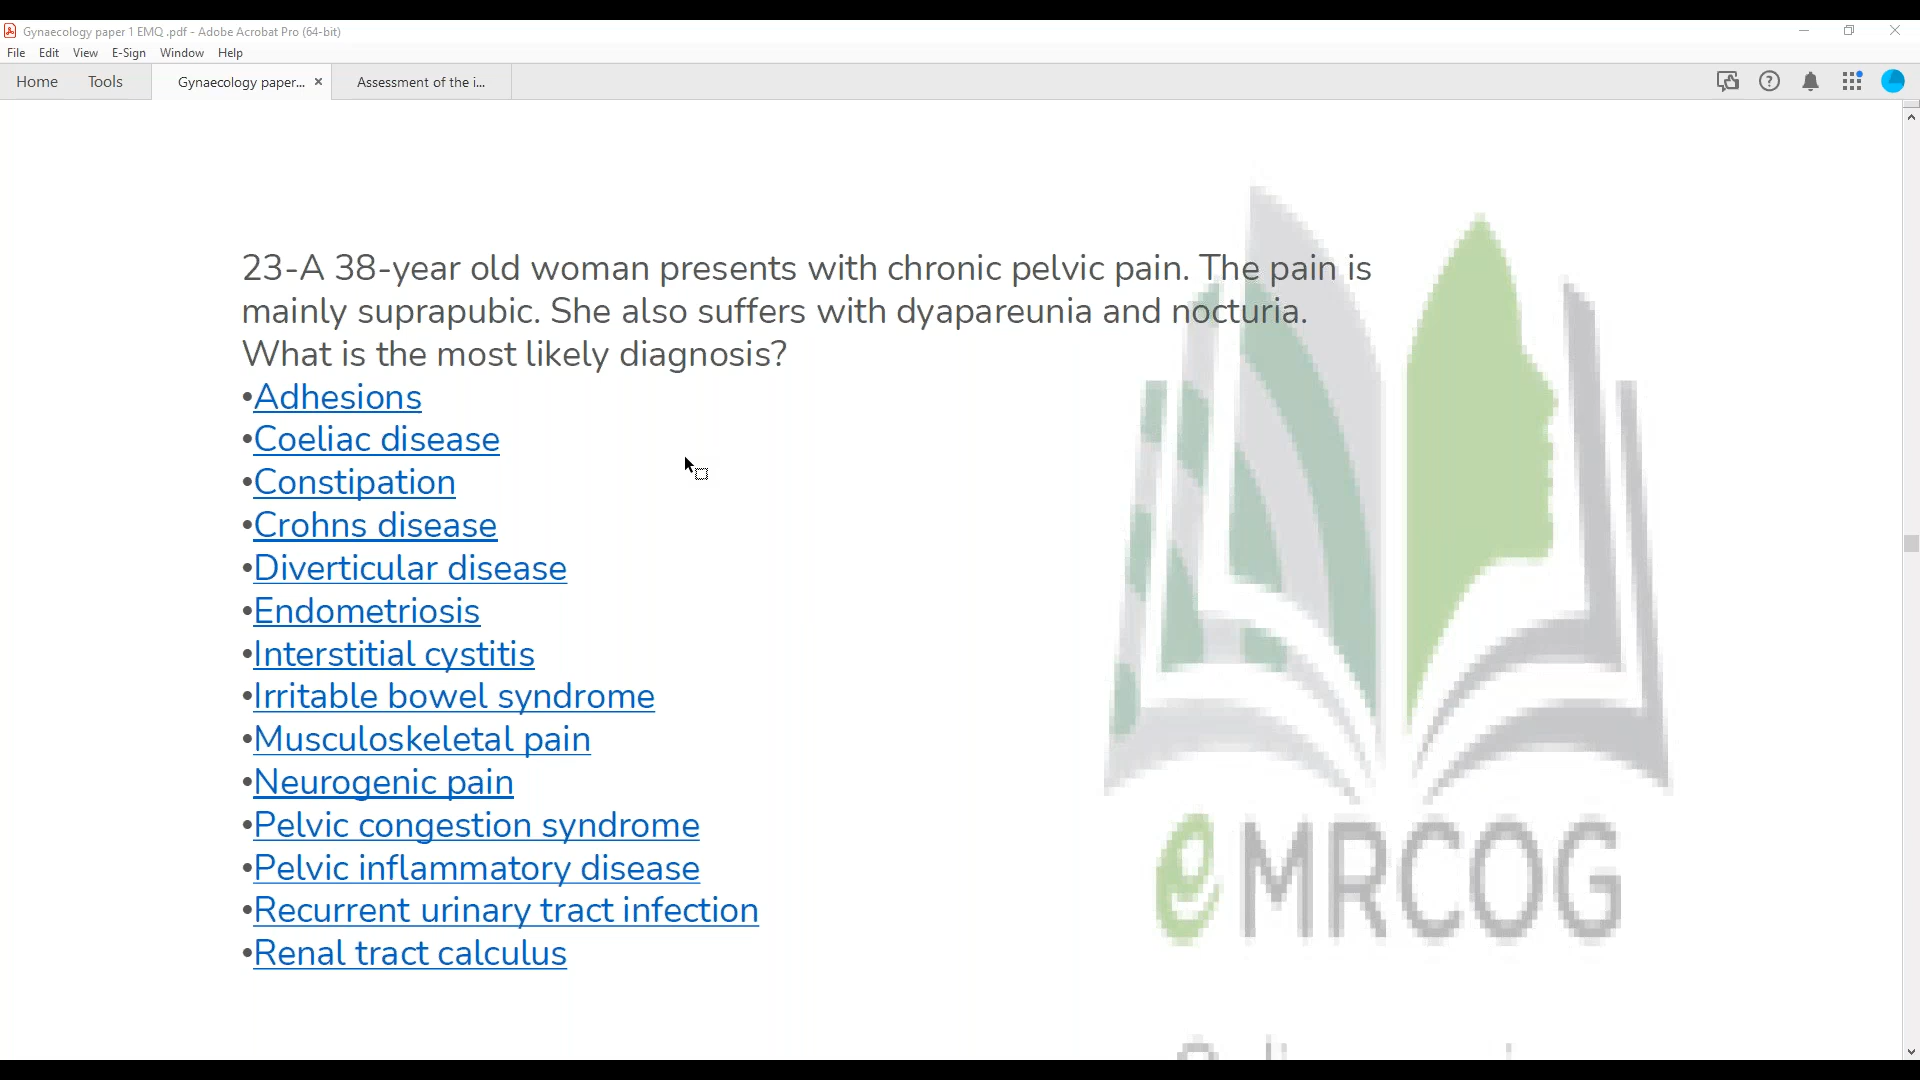 Gynaecology paper 1 EMQ .pdf - Adobe Acrobat Pro (64-bit)
File Edit View E-Sign Window Help
Home Tools Gynaecology paper... × Assessment of the i...
23-A 38-year old woman presents with chronic pelvic pain. The pain is
mainly suprapubic. She also suffers with dyapareunia and nocturia.
What is the most likely diagnosis?
•Adhesions
•Coeliac disease
•Constipation
•Crohns disease
•Diverticular disease
•Endometriosis
•Interstitial cystitis
•Irritable bowel syndrome
•Musculoskeletal pain
•Neurogenic pain
•Pelvic congestion syndrome
•Pelvic inflammatory disease
•Recurrent urinary tract infection
•Renal tract calculus
eMRCOG